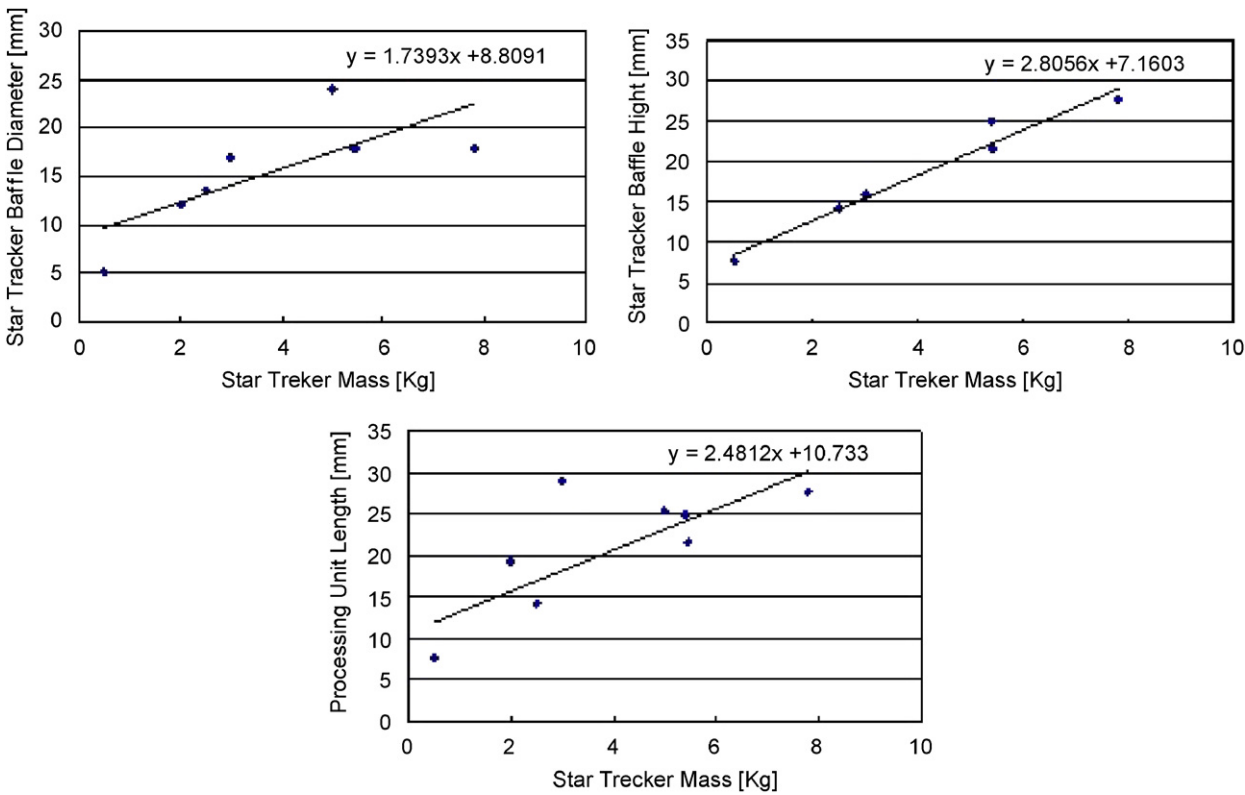 Star Tracker Baffle Diameter [mm]
30
25
20
15
10
5
0
y = 1.7393x +8.8091
0 2 4 6 8 10
Star Treker Mass [Kg]
Star Tracker Baffle Hight [mm]
35
30
25
20
15
10
5
0
y = 2.8056x +7.1603
0 2 4 6 8 10
Star Treker Mass [Kg]
Processing Unit Length [mm]
35
30
25
20
15
10
5
0
y = 2.4812x +10.733
0 2 4 6 8 10
Star Trecker Mass [Kg]